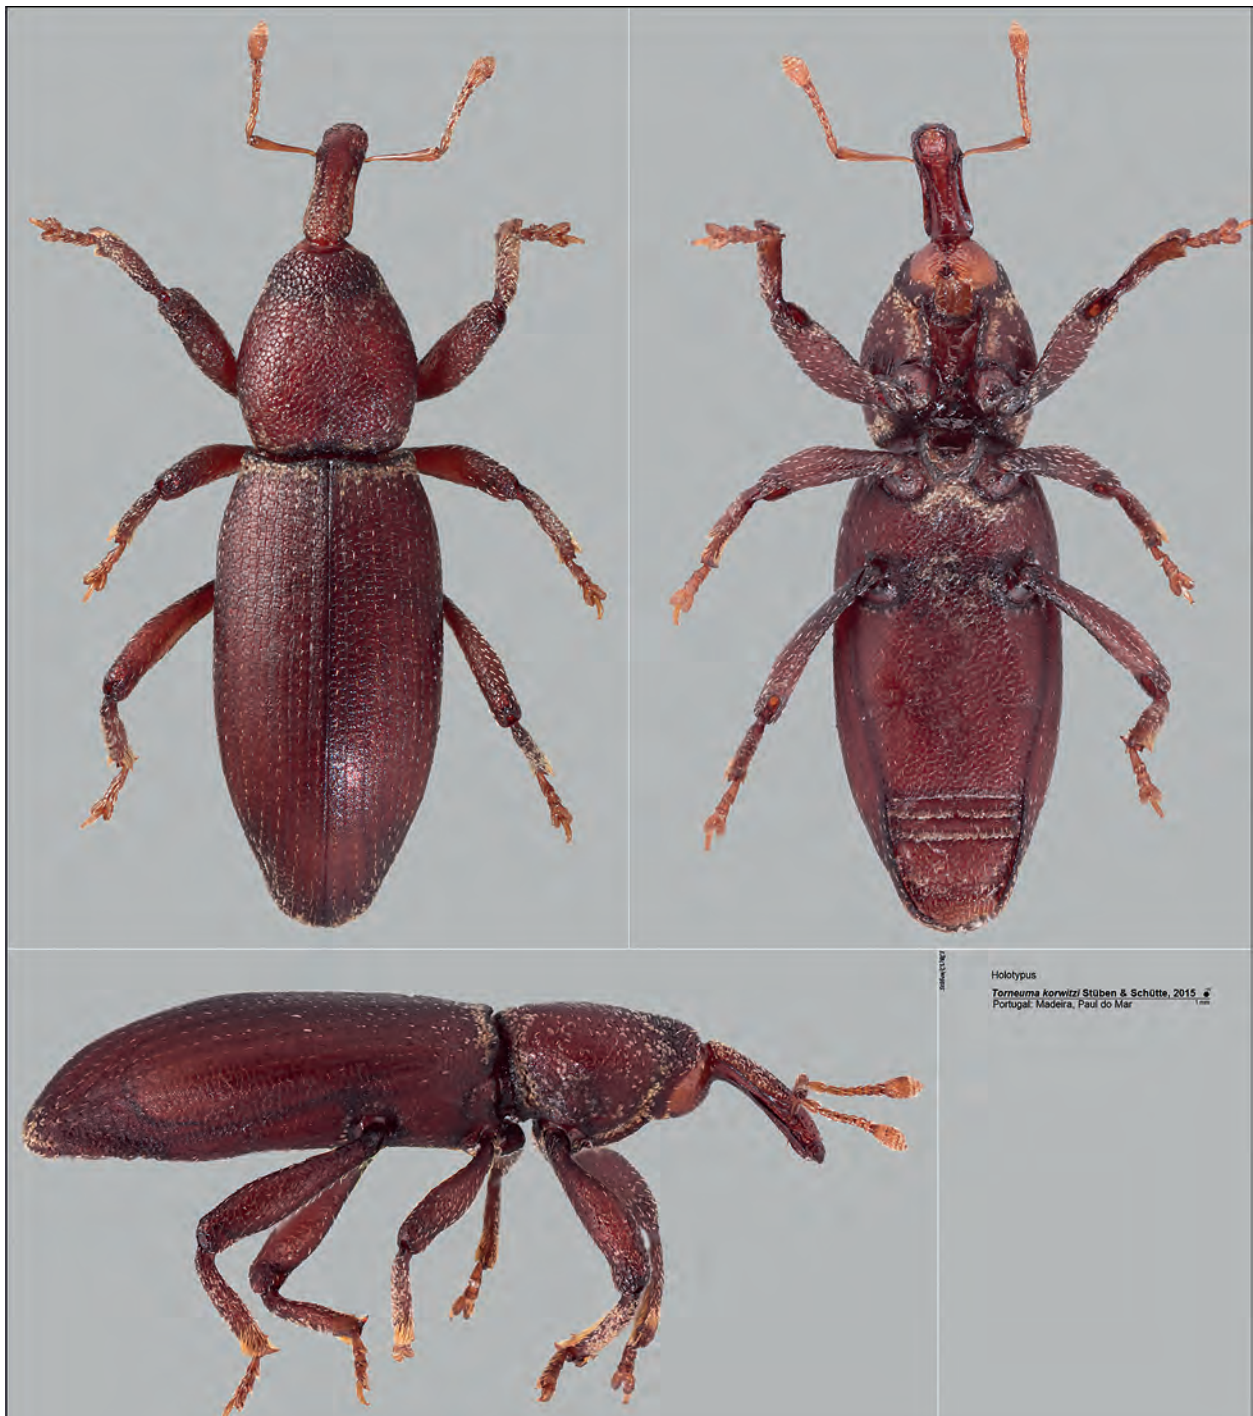 Holotypus
Torneuma korwitzi Stüben & Schütte, 2015
Portugal: Madeira, Paul do Mar
1 mm